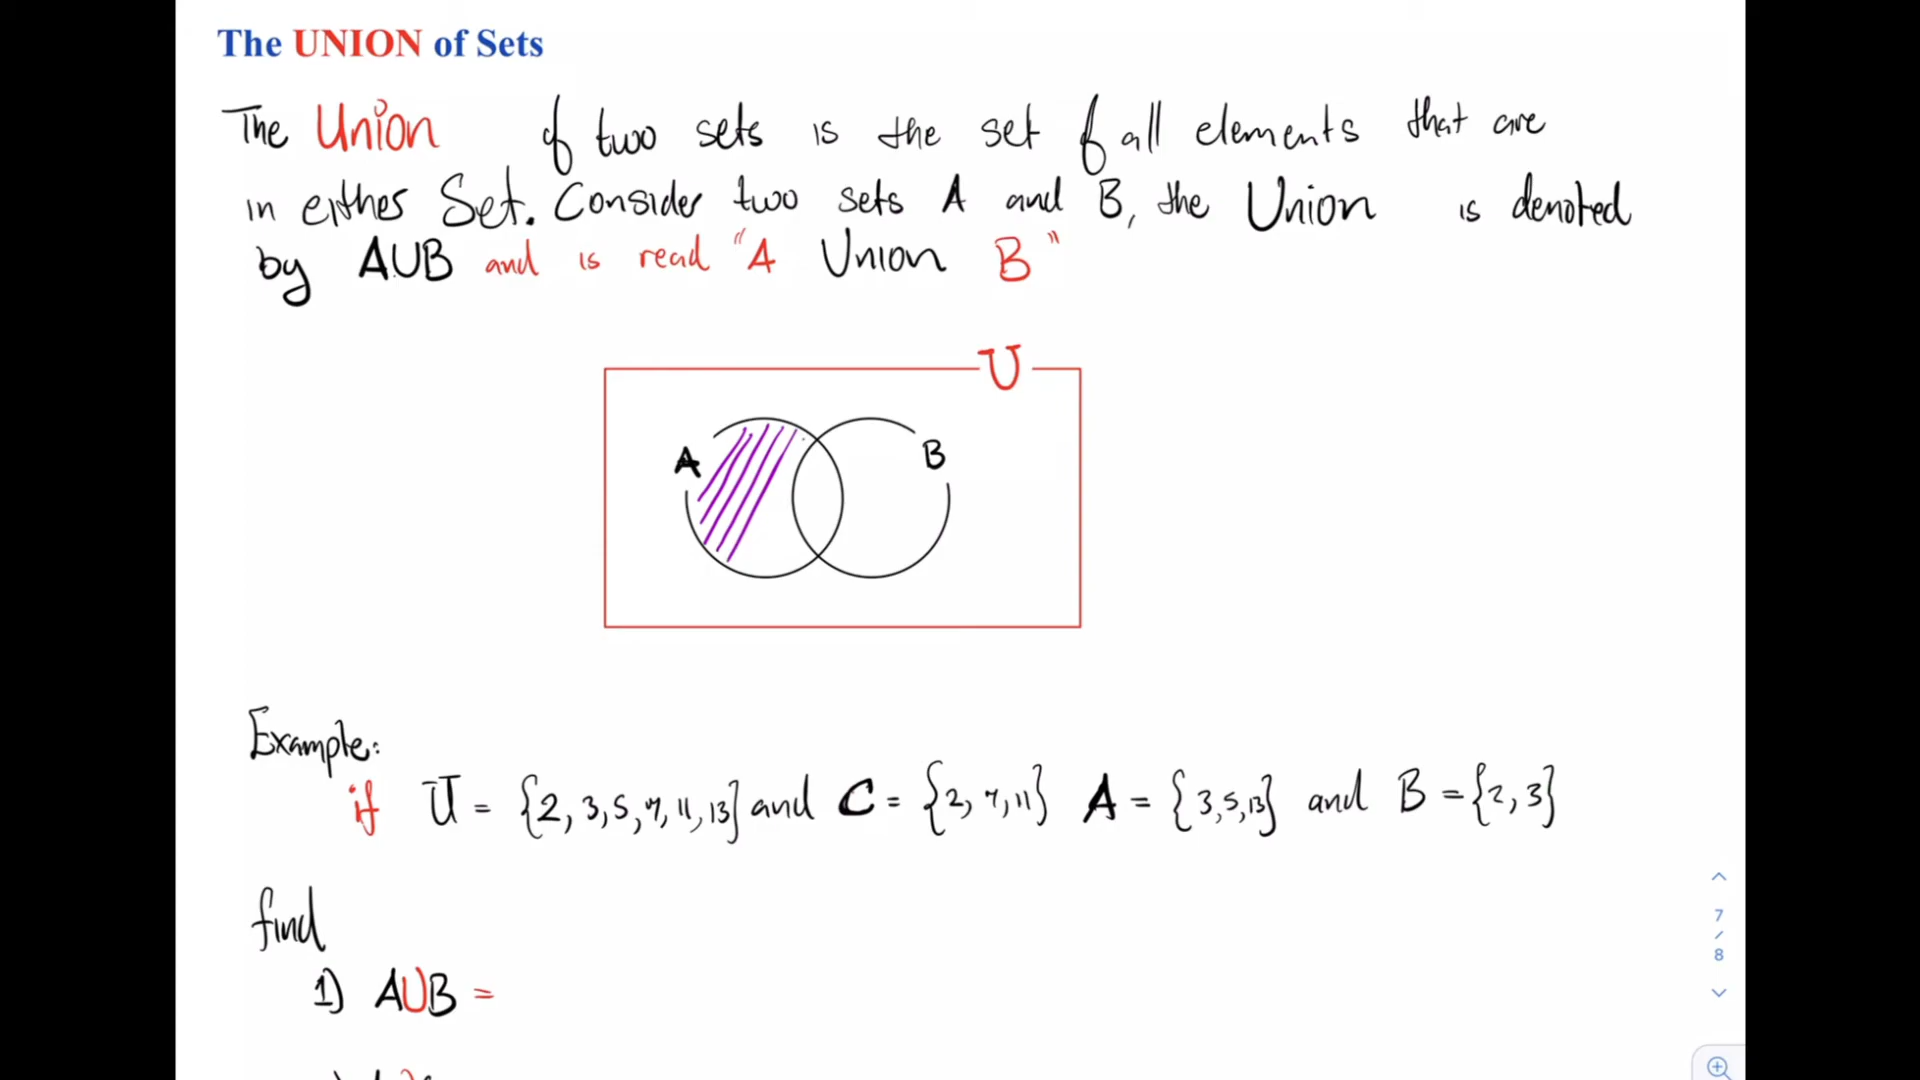 The UNION of Sets
The Union of two sets is the set of all elements that are
in either Set. Consider two sets A and B, the Union is denoted
by AUB and is read "A Union B"
U
A
B
Example:
if U = {2, 3, 5, 7, 11, 13} and C = {2, 7, 11} A = {3, 5, 13} and B = {2, 3}
find
7
/
8
1) AUB =